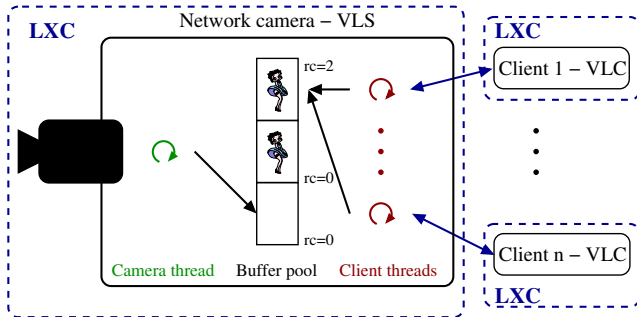 Network camera – VLS
LXC
LXC
rc=2
Client 1 – VLC
rc=0
rc=0
Client n – VLC
Camera thread
Buffer pool
Client threads
LXC